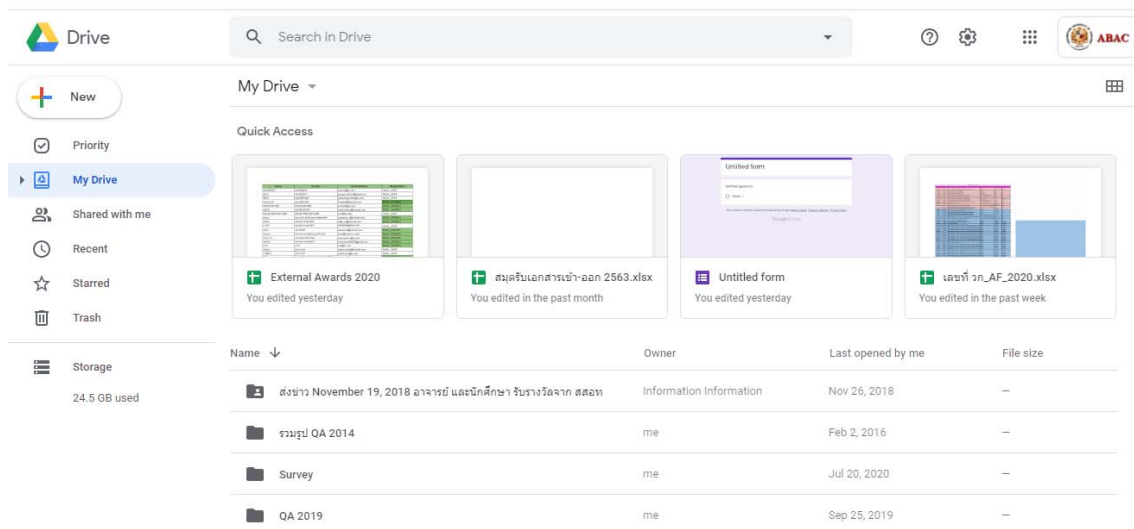 Drive
Search in Drive
ABAC
New
My Drive
Quick Access
Priority
My Drive
Shared with me
Recent
Starred
Trash
Storage
24.5 GB used
Untitled form
External Awards 2020
You edited yesterday
สมุดรับเอกสารเข้า-ออก 2563.xlsx
You edited in the past month
Untitled form
You edited yesterday
เลขที่ วก_AF_2020.xlsx
You edited in the past week
Name Owner Last opened by me File size
ส่งข่าว November 19, 2018 อาจารย์ และนักศึกษา รับรางวัลจาก สสอท Information Information Nov 26, 2018 —
รวมรูป QA 2014 me Feb 2, 2016 —
Survey me Jul 20, 2020 —
QA 2019 me Sep 25, 2019 —